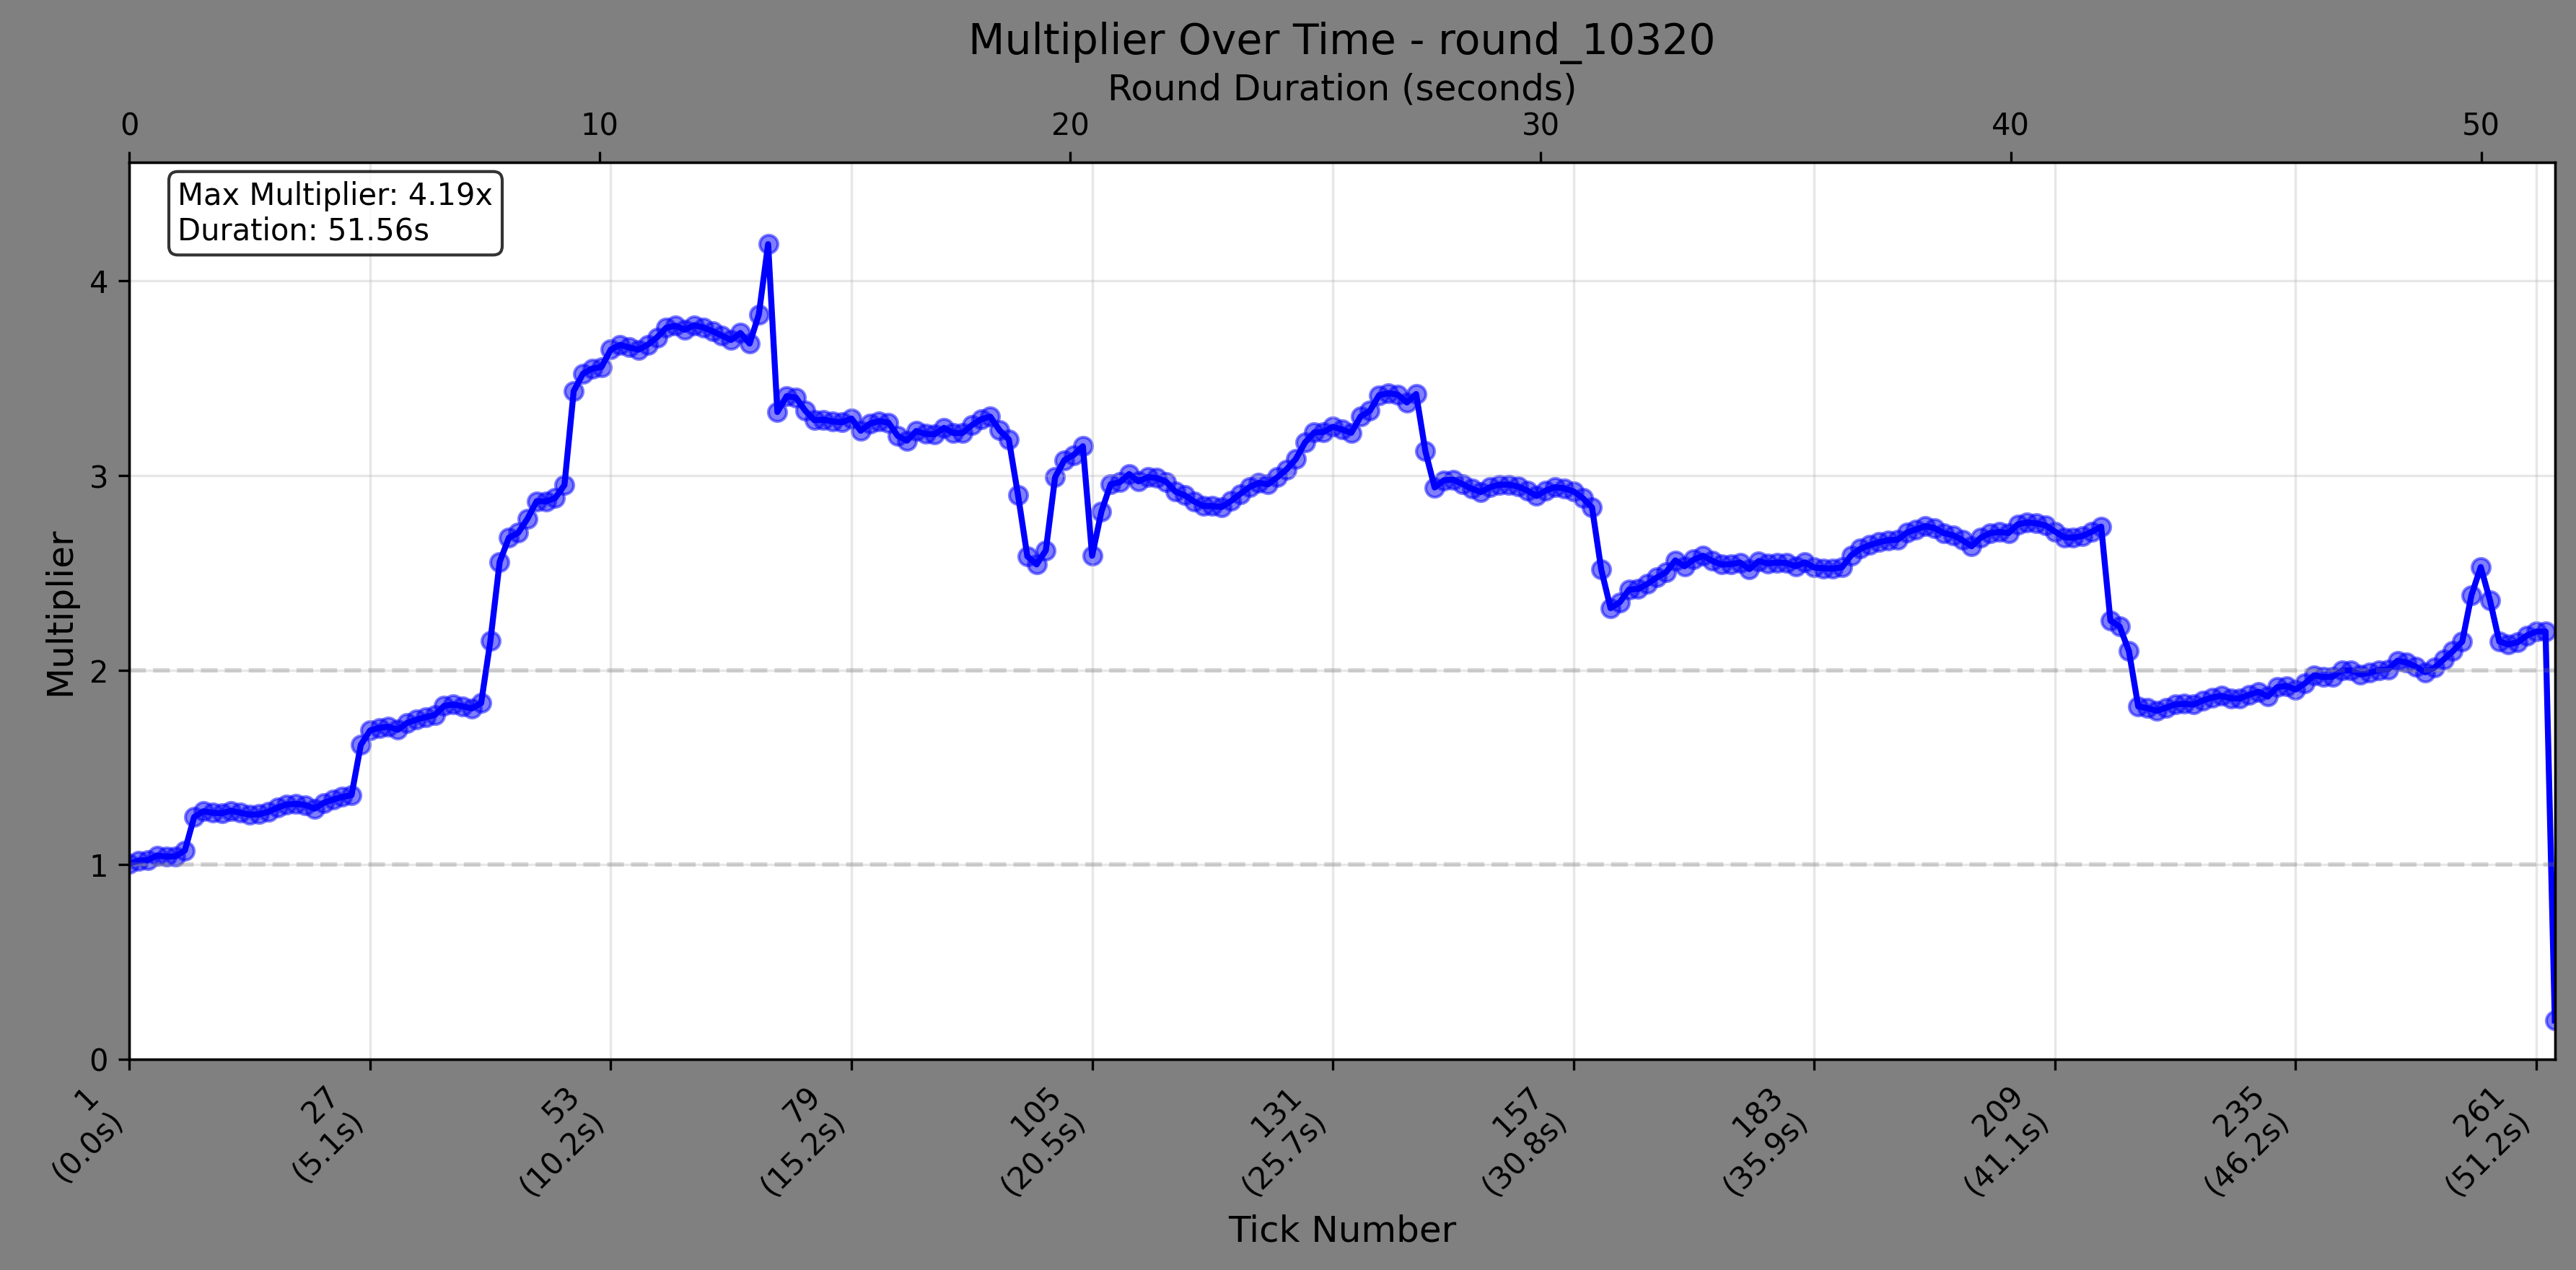 Multiplier Over Time - round_10320
Round Duration (seconds)
0 10 20 30 40 50
Max Multiplier: 4.19x
Duration: 51.56s
Multiplier
4
3
2
1
0
1
(0.0s)
27
(5.1s)
53
(10.2s)
79
(15.2s)
105
(20.5s)
131
(25.7s)
157
(30.8s)
183
(35.9s)
209
(41.1s)
235
(46.2s)
261
(51.2s)
Tick Number